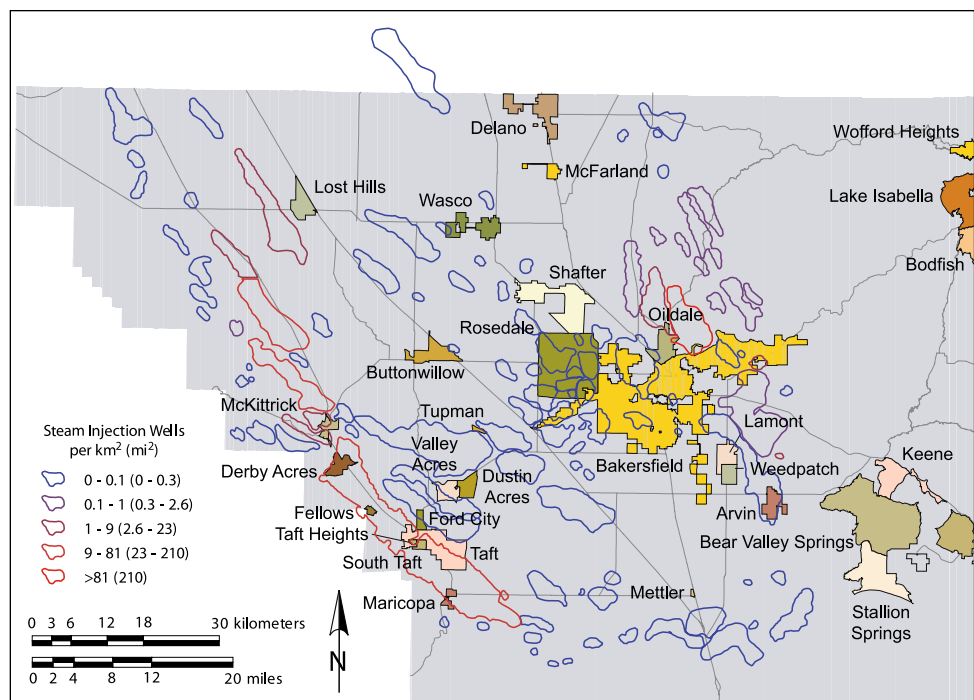 Delano
Wofford Heights
McFarland
Lost Hills
Lake Isabella
Wasco
Bodfish
Shafter
Rosedale
Oildale
Buttonwillow
McKittrick
Tupman
Lamont
Steam Injection Wells
per km² (mi²)
0 - 0.1 (0 - 0.3)
0.1 - 1 (0.3 - 2.6)
1 - 9 (2.6 - 23)
9 - 81 (23 - 210)
>81 (210)
Valley
Acres
Derby Acres
Dustin
Acres
Bakersfield
Weedpatch
Keene
Fellows
Ford City
Arvin
Taft Heights
Bear Valley Springs
South Taft
Taft
Maricopa
Mettler
Stallion
Springs
0 3 6 12 18 30 kilometers
0 2 4 8 12 20 miles
N